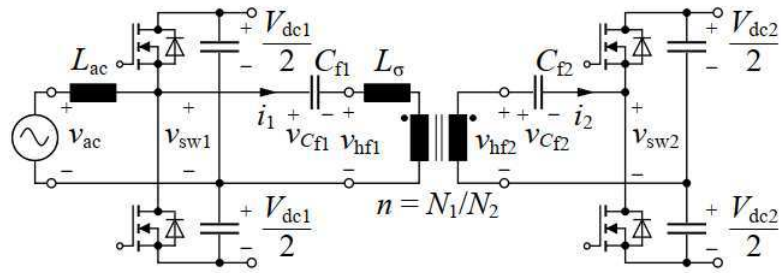 L_ac
+ V_dc1/2 −
C_f1
L_σ
C_f2
+ V_dc2/2 −
+ v_ac −
+ v_sw1 −
i_1
+ v_Cf1 −
+ v_hf1 −
+ v_hf2 −
+ v_Cf2 −
i_2
+ v_sw2 −
n = N_1/N_2
+ V_dc1/2 −
+ V_dc2/2 −